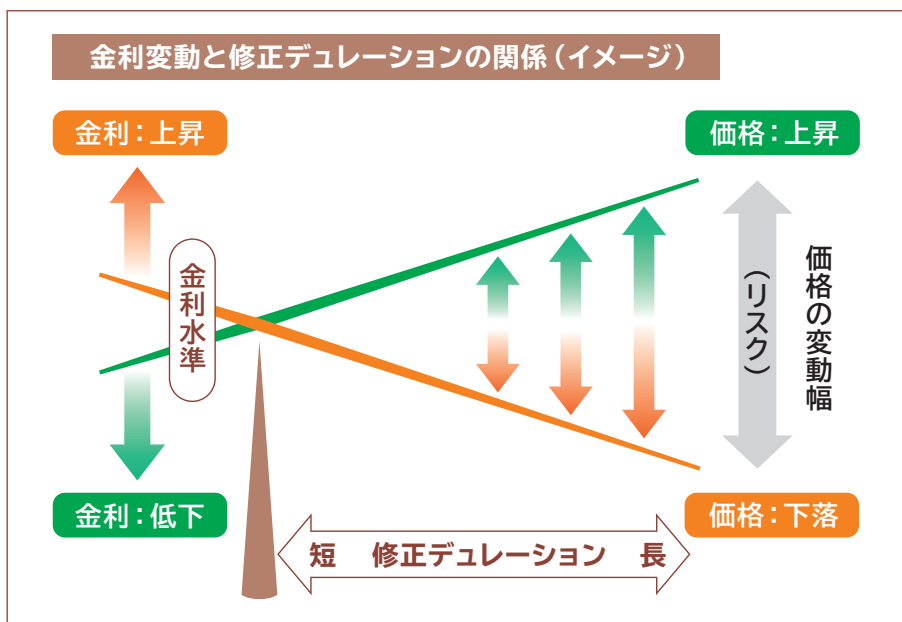 金利変動と修正デュレーションの関係（イメージ）
金利：上昇
価格：上昇
金利水準
価格の変動幅
（リスク）
金利：低下
価格：下落
短 修正デュレーション 長